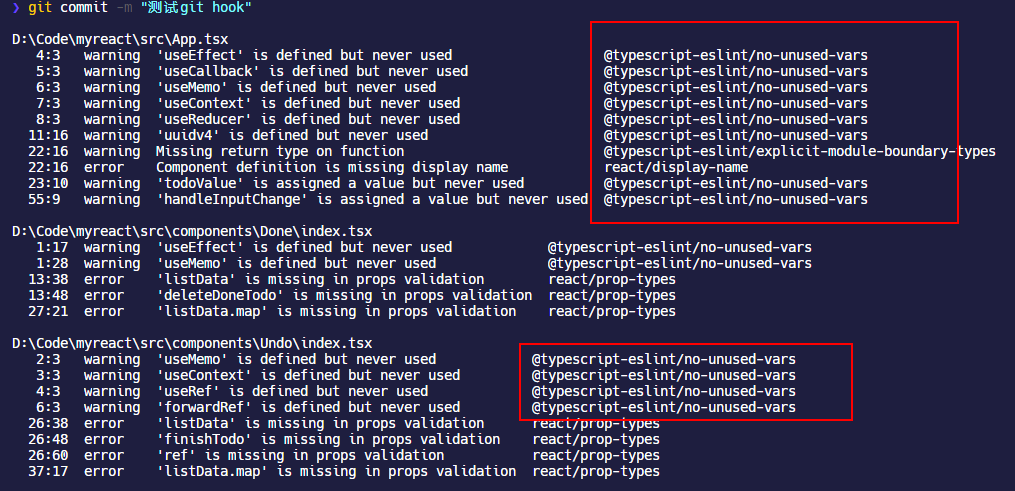 ❯ git commit -m "测试git hook"
D:\Code\myreact\src\App.tsx
4:3 warning 'useEffect' is defined but never used @typescript-eslint/no-unused-vars
5:3 warning 'useCallback' is defined but never used @typescript-eslint/no-unused-vars
6:3 warning 'useMemo' is defined but never used @typescript-eslint/no-unused-vars
7:3 warning 'useContext' is defined but never used @typescript-eslint/no-unused-vars
8:3 warning 'useReducer' is defined but never used @typescript-eslint/no-unused-vars
11:16 warning 'uuidv4' is defined but never used @typescript-eslint/no-unused-vars
22:16 warning Missing return type on function @typescript-eslint/explicit-module-boundary-types
22:16 error Component definition is missing display name react/display-name
23:10 warning 'todoValue' is assigned a value but never used @typescript-eslint/no-unused-vars
55:9 warning 'handleInputChange' is assigned a value but never used @typescript-eslint/no-unused-vars
D:\Code\myreact\src\components\Done\index.tsx
1:17 warning 'useEffect' is defined but never used @typescript-eslint/no-unused-vars
1:28 warning 'useMemo' is defined but never used @typescript-eslint/no-unused-vars
13:38 error 'listData' is missing in props validation react/prop-types
13:48 error 'deleteDoneTodo' is missing in props validation react/prop-types
27:21 error 'listData.map' is missing in props validation react/prop-types
D:\Code\myreact\src\components\Undo\index.tsx
2:3 warning 'useMemo' is defined but never used @typescript-eslint/no-unused-vars
3:3 warning 'useContext' is defined but never used @typescript-eslint/no-unused-vars
4:3 warning 'useRef' is defined but never used @typescript-eslint/no-unused-vars
6:3 warning 'forwardRef' is defined but never used @typescript-eslint/no-unused-vars
26:38 error 'listData' is missing in props validation react/prop-types
26:48 error 'finishTodo' is missing in props validation react/prop-types
26:60 error 'ref' is missing in props validation react/prop-types
37:17 error 'listData.map' is missing in props validation react/prop-types